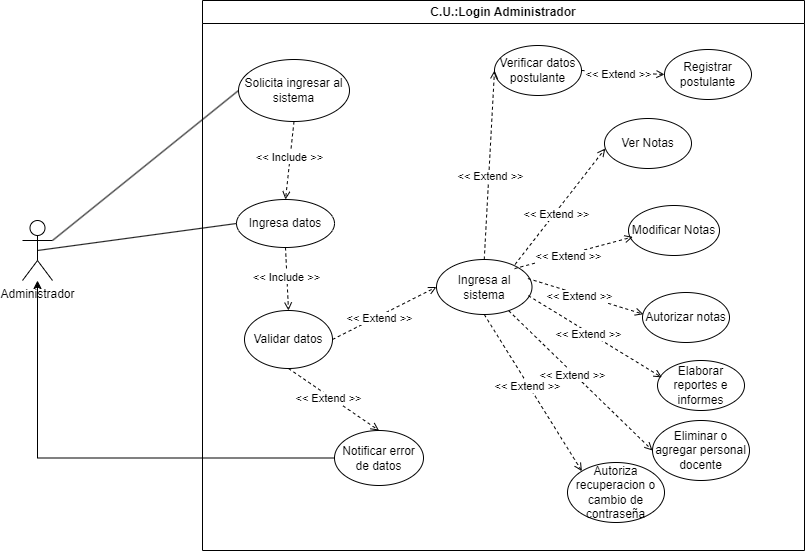 C.U.:Login Administrador
Solicita ingresar al
sistema
<< Include >>
Ingresa datos
<< Include >>
Validar datos
<< Extend >>
<< Extend >>
Notificar error
de datos
Administrador
Ingresa al
sistema
<< Extend >>
Verificar datos
postulante
<< Extend >>
Registrar
postulante
<< Extend >>
Ver Notas
<< Extend >>
Modificar Notas
<< Extend >>
Autorizar notas
<< Extend >>
Elaborar
reportes e
informes
<< Extend >>
Eliminar o
agregar personal
docente
<< Extend >>
Autoriza
recuperacion o
cambio de
contraseña